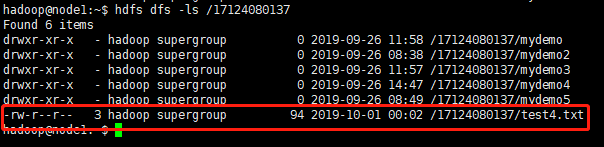 hadoop@node1:~$ hdfs dfs -ls /17124080137
Found 6 items
drwxr-xr-x   - hadoop supergroup          0 2019-09-26 11:58 /17124080137/mydemo
drwxr-xr-x   - hadoop supergroup          0 2019-09-26 08:38 /17124080137/mydemo2
drwxr-xr-x   - hadoop supergroup          0 2019-09-26 11:57 /17124080137/mydemo3
drwxr-xr-x   - hadoop supergroup          0 2019-09-26 14:47 /17124080137/mydemo4
drwxr-xr-x   - hadoop supergroup          0 2019-09-26 08:49 /17124080137/mydemo5
-rw-r--r--   3 hadoop supergroup         94 2019-10-01 00:02 /17124080137/test4.txt
hadoop@node1:~$